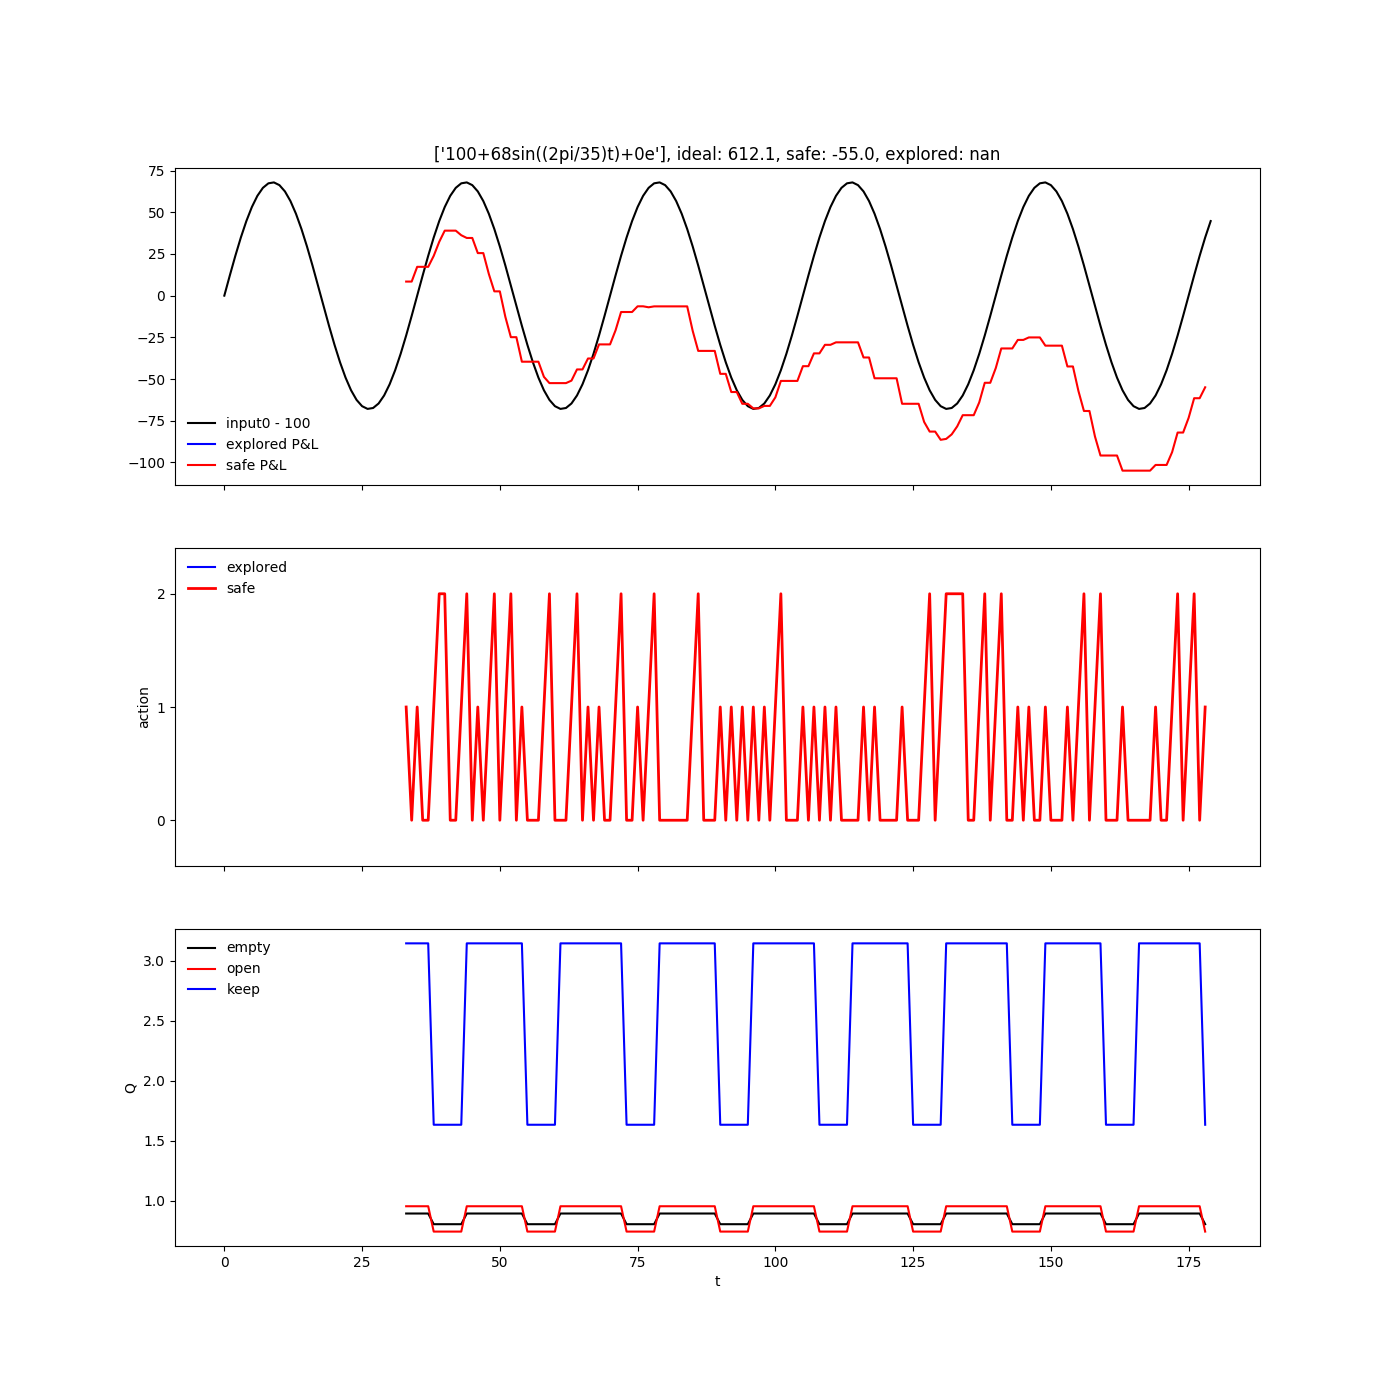 ['100+68sin((2pi/35)t)+0e'], ideal: 612.1, safe: -55.0, explored: nan
75
50
25
0
−25
−50
−75
−100
input0 - 100
explored P&L
safe P&L
explored
safe
2
1
0
action
empty
open
keep
3.0
2.5
2.0
1.5
1.0
Q
0 25 50 75 100 125 150 175
t